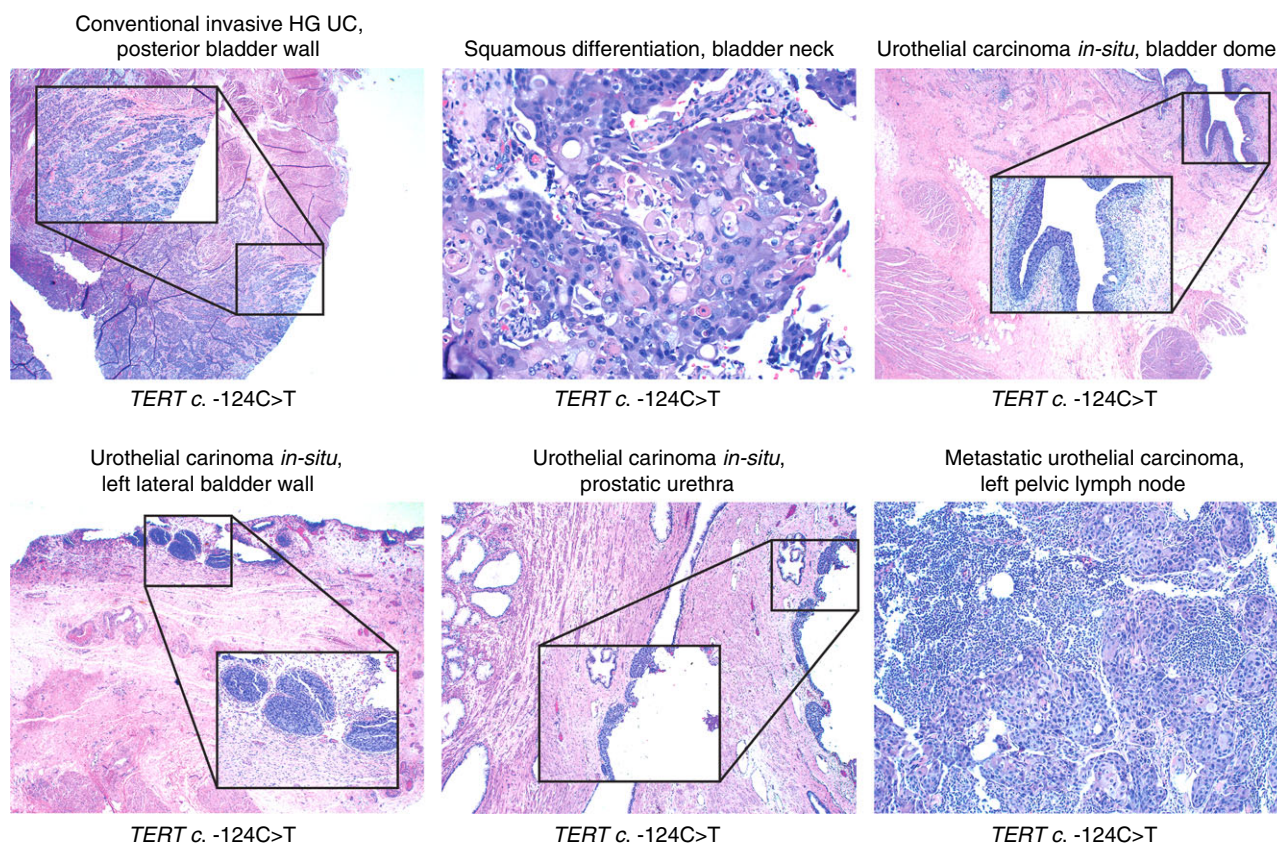 Conventional invasive HG UC,
posterior bladder wall
Squamous differentiation, bladder neck
Urothelial carcinoma in-situ, bladder dome
TERT c. -124C>T
TERT c. -124C>T
TERT c. -124C>T
Urothelial carinoma in-situ,
left lateral baldder wall
Urothelial carinoma in-situ,
prostatic urethra
Metastatic urothelial carcinoma,
left pelvic lymph node
TERT c. -124C>T
TERT c. -124C>T
TERT c. -124C>T